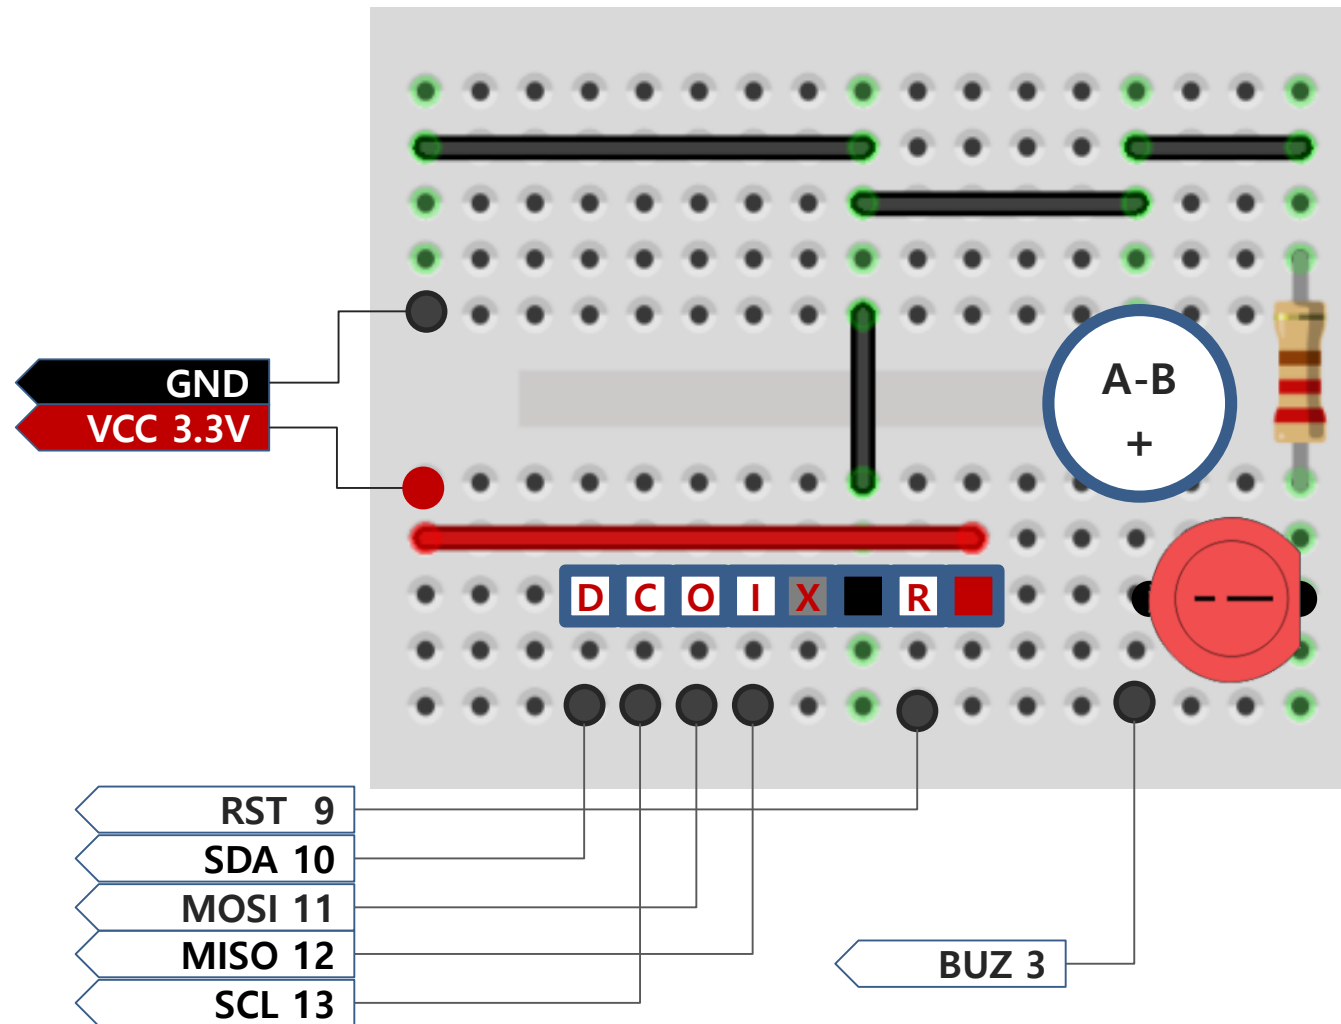 A-B
+
GND
VCC 3.3V
D C O I X R
RST 9
SDA 10
MOSI 11
MISO 12
BUZ 3
SCL 13